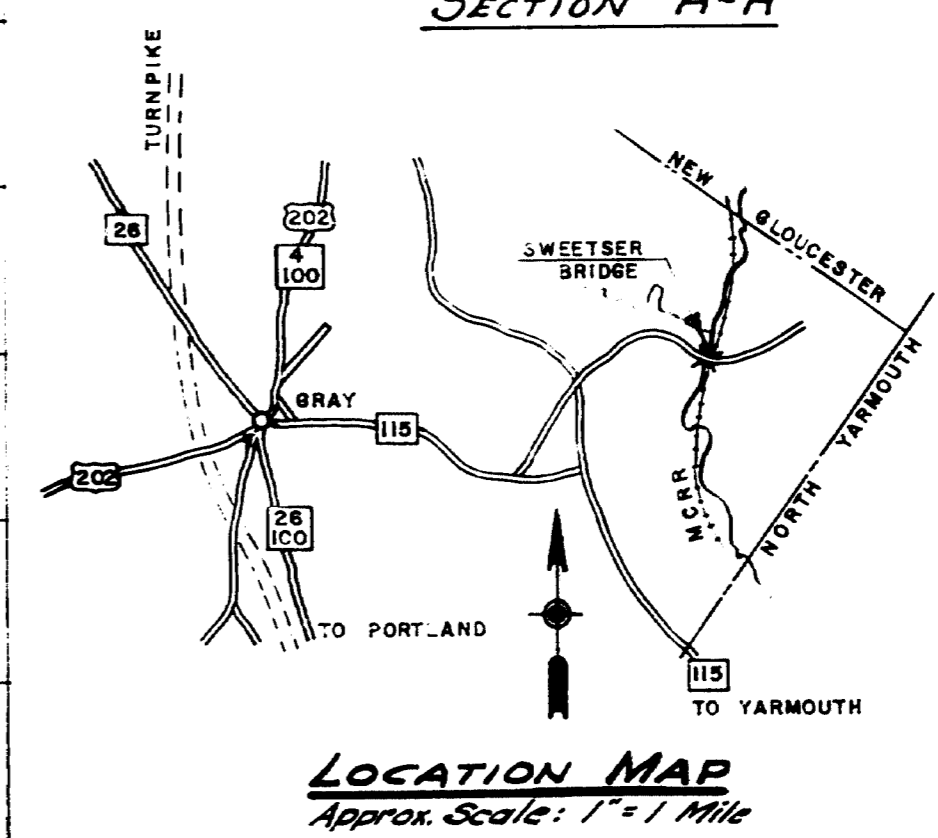 SECTION A-A
TURNPIKE
26
202
4
100
NEW GLOUCESTER
SWEETSER
BRIDGE
GRAY
115
202
26
100
M.C.R.R.
NORTH YARMOUTH
TO PORTLAND
115
TO YARMOUTH
LOCATION MAP
Approx. Scale: 1" = 1 Mile